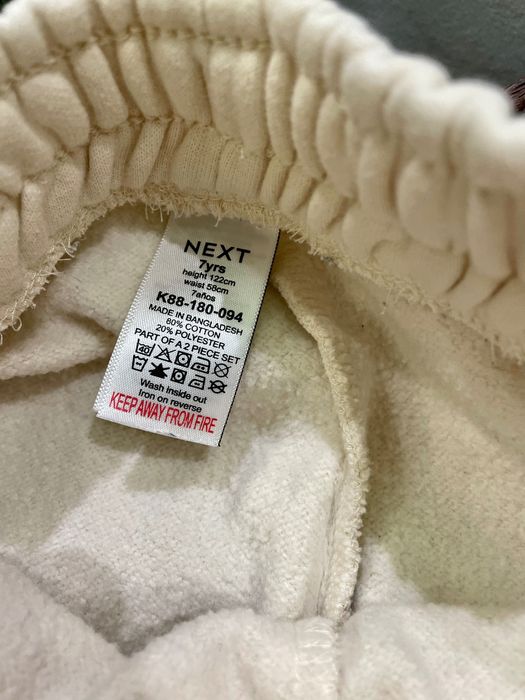 NEXT
7yrs
height 122cm
waist 58cm
7años
K88-180-094
MADE IN BANGLADESH
80% COTTON
20% POLYESTER
PART OF A 2 PIECE SET
40
Wash inside out
Iron on reverse
KEEP AWAY FROM FIRE